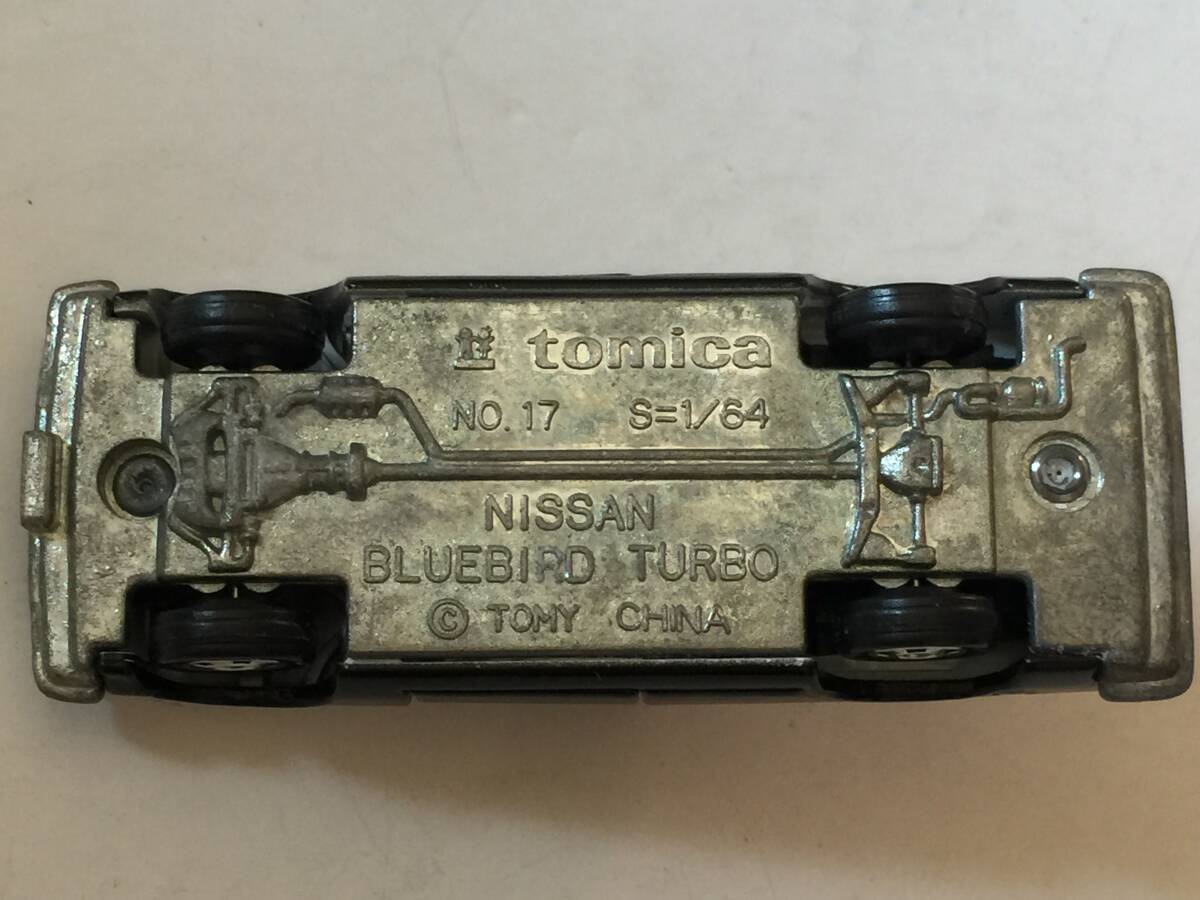 tomica
NO. 17 S=1/64
NISSAN
BLUEBIRD TURBO
© TOMY CHINA